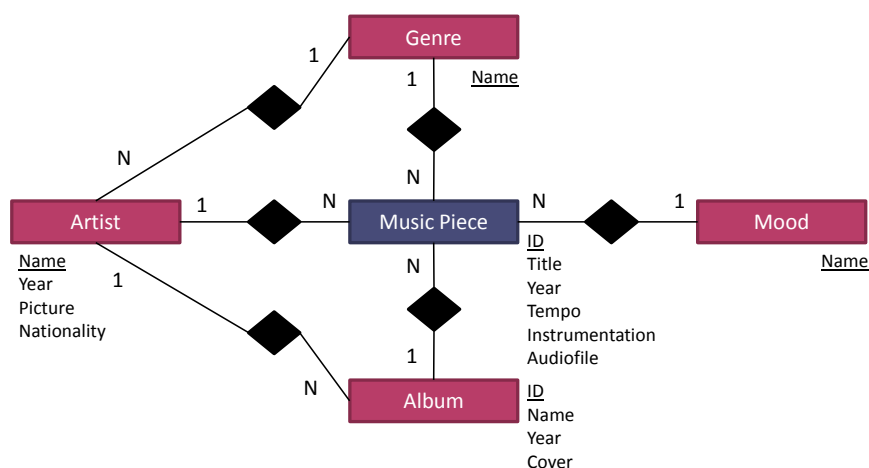 Genre
Name
1
1
N
N
Artist
1
N
Music Piece
N
1
Mood
Name
Year
Picture
Nationality
1
N
ID
Title
Year
Tempo
Instrumentation
Audiofile
Name
1
N
Album
ID
Name
Year
Cover